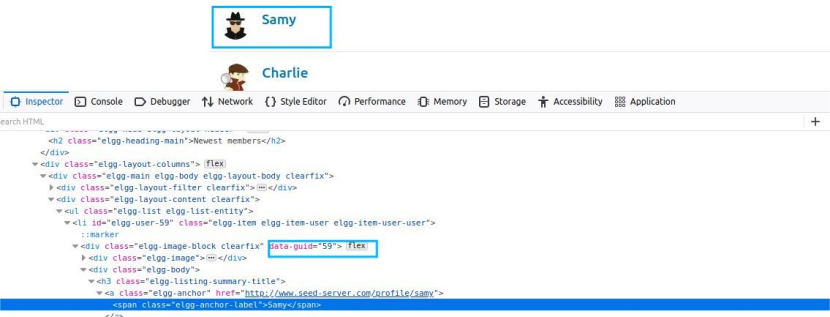 Samy
Charlie
Inspector Console Debugger Network {} Style Editor Performance Memory Storage Accessibility Application
earch HTML +
<h2 class="elgg-heading-main">Newest members</h2>
</div>
<div class="elgg-layout-columns"> flex
<div class="elgg-main elgg-body elgg-layout-body clearfix">
<div class="elgg-layout-filter clearfix">⋯</div>
<div class="elgg-layout-content clearfix">
<ul class="elgg-list elgg-list-entity">
<li id="elgg-user-59" class="elgg-item elgg-item-user elgg-item-user-user">
::marker
<div class="elgg-image-block clearfix" data-guid="59"> flex
<div class="elgg-image">⋯</div>
<div class="elgg-body">
<h3 class="elgg-listing-summary-title">
<a class="elgg-anchor" href="http://www.seed-server.com/profile/samy">
<span class="elgg-anchor-label">Samy</span>